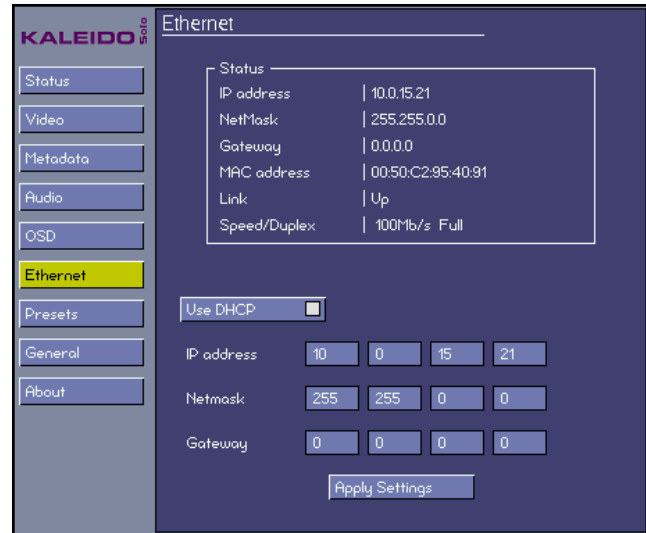 KALEIDO solo
Status
Video
Metadata
Audio
OSD
Ethernet
Presets
General
About
Ethernet
Status
IP address | 10.0.15.21
NetMask | 255.255.0.0
Gateway | 0.0.0.0
MAC address | 00:50:C2:95:40:91
Link | Up
Speed/Duplex | 100Mb/s Full
Use DHCP
IP address 10 0 15 21
Netmask 255 255 0 0
Gateway 0 0 0 0
Apply Settings